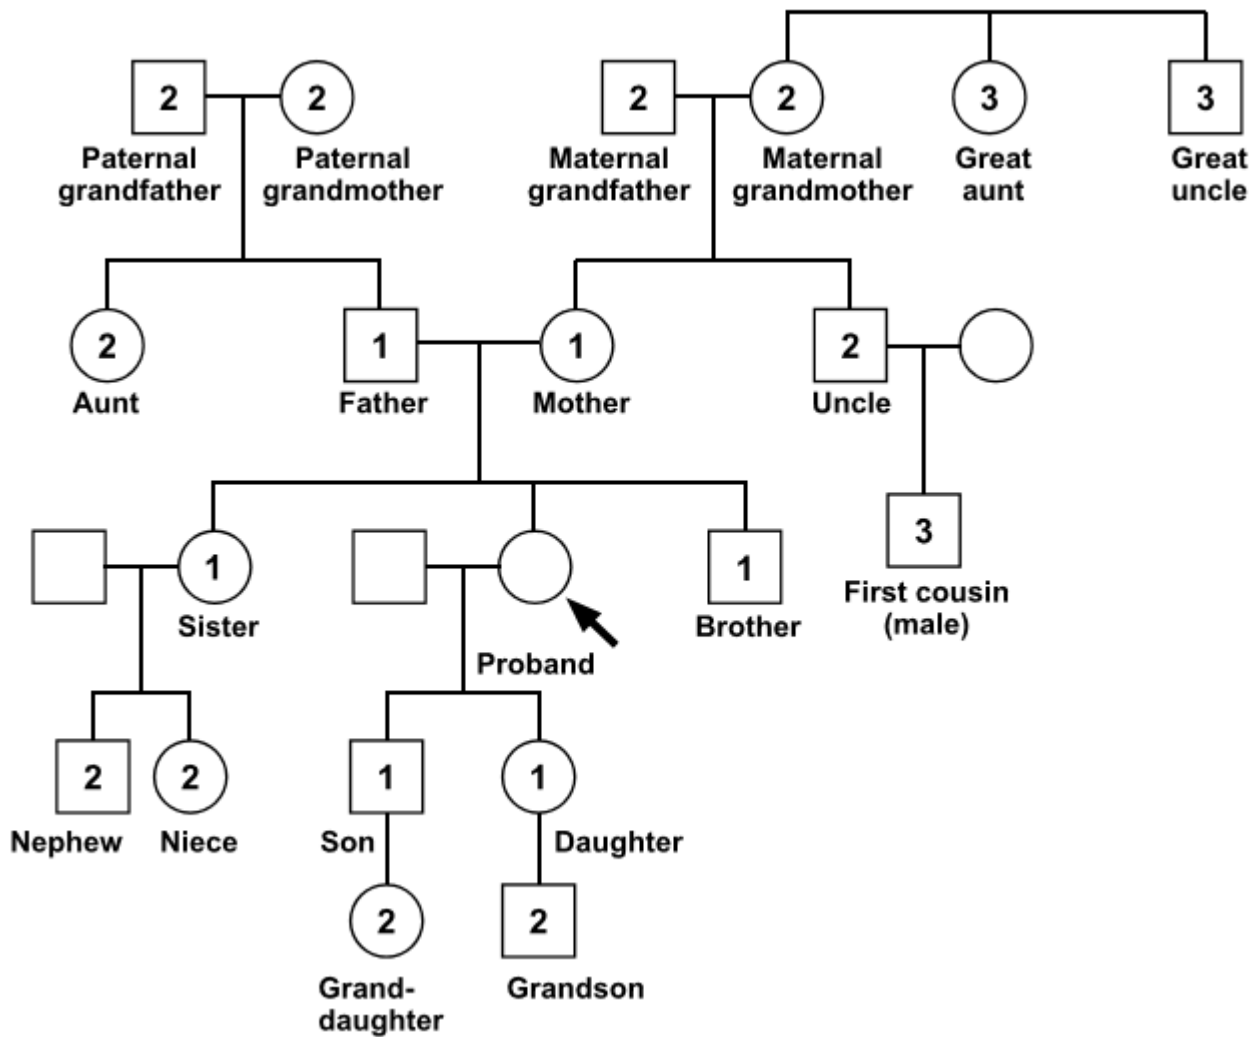 2 2 2 2 3 3
Paternal Paternal Maternal Maternal Great Great
grandfather grandmother grandfather grandmother aunt uncle
2 1 1 2
Aunt Father Mother Uncle
3
First cousin
(male)
1 1
Sister Brother
Proband
2 2 1 1
Nephew Niece Son Daughter
2 2
Grand- Grandson
daughter